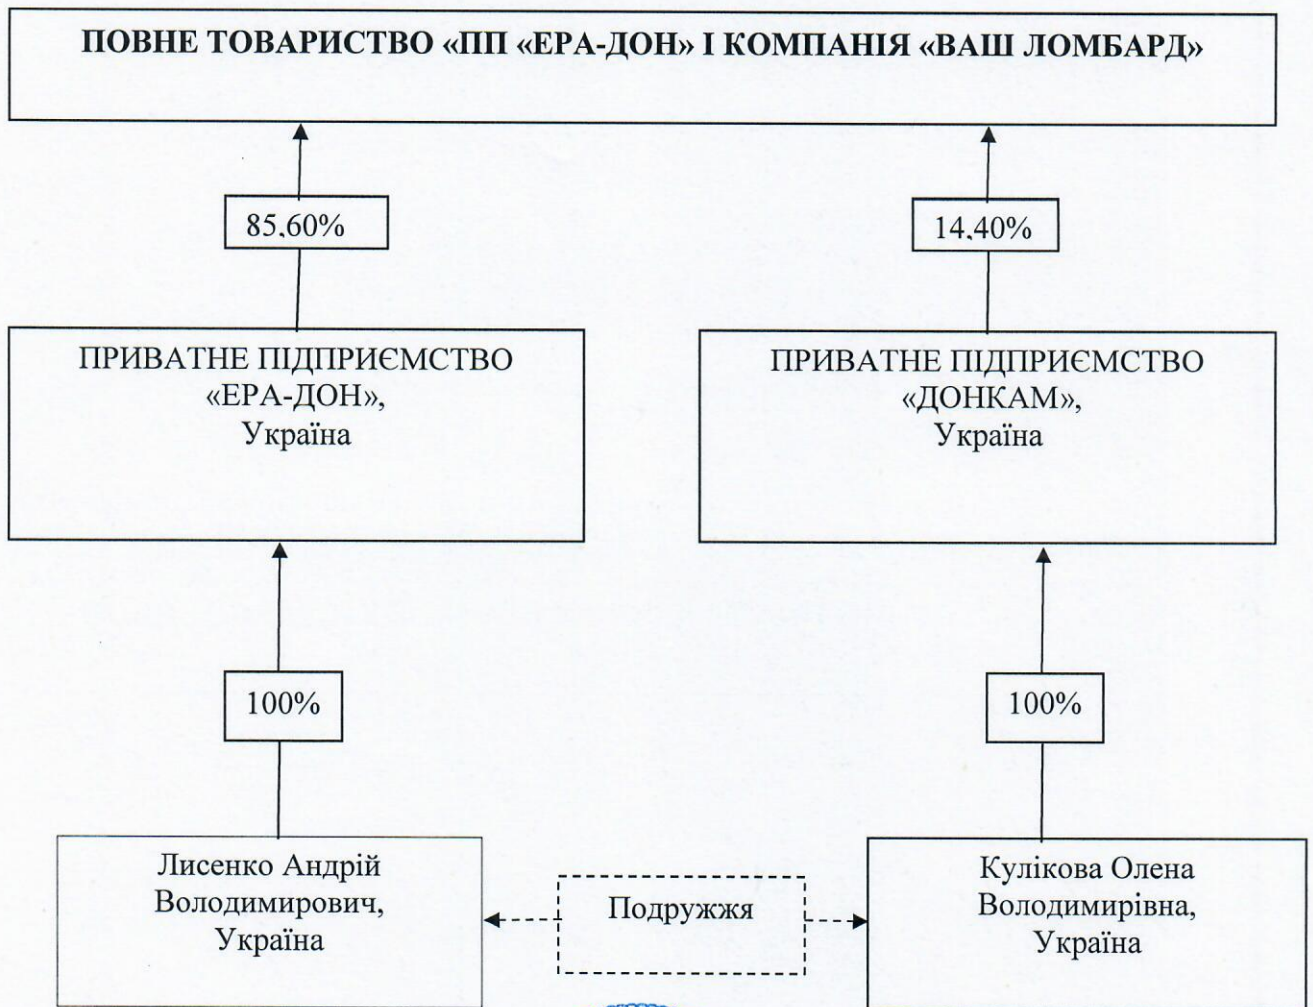 ПОВНЕ ТОВАРИСТВО «ПП «ЕРА-ДОН» І КОМПАНІЯ «ВАШ ЛОМБАРД»
85,60%
14,40%
ПРИВАТНЕ ПІДПРИЄМСТВО
«ЕРА-ДОН»,
Україна
ПРИВАТНЕ ПІДПРИЄМСТВО
«ДОНКАМ»,
Україна
100%
100%
Лисенко Андрій
Володимирович,
Україна
Подружжя
Кулікова Олена
Володимирівна,
Україна